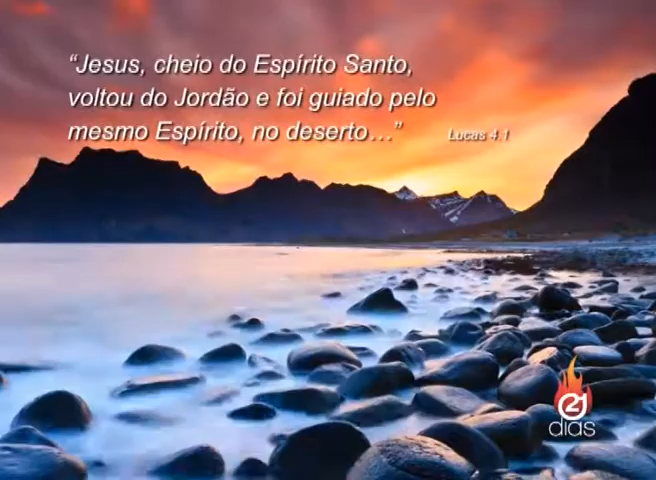 “Jesus, cheio do Espírito Santo,
voltou do Jordão e foi guiado pelo
mesmo Espírito, no deserto...”
Lucas 4.1
21
dias